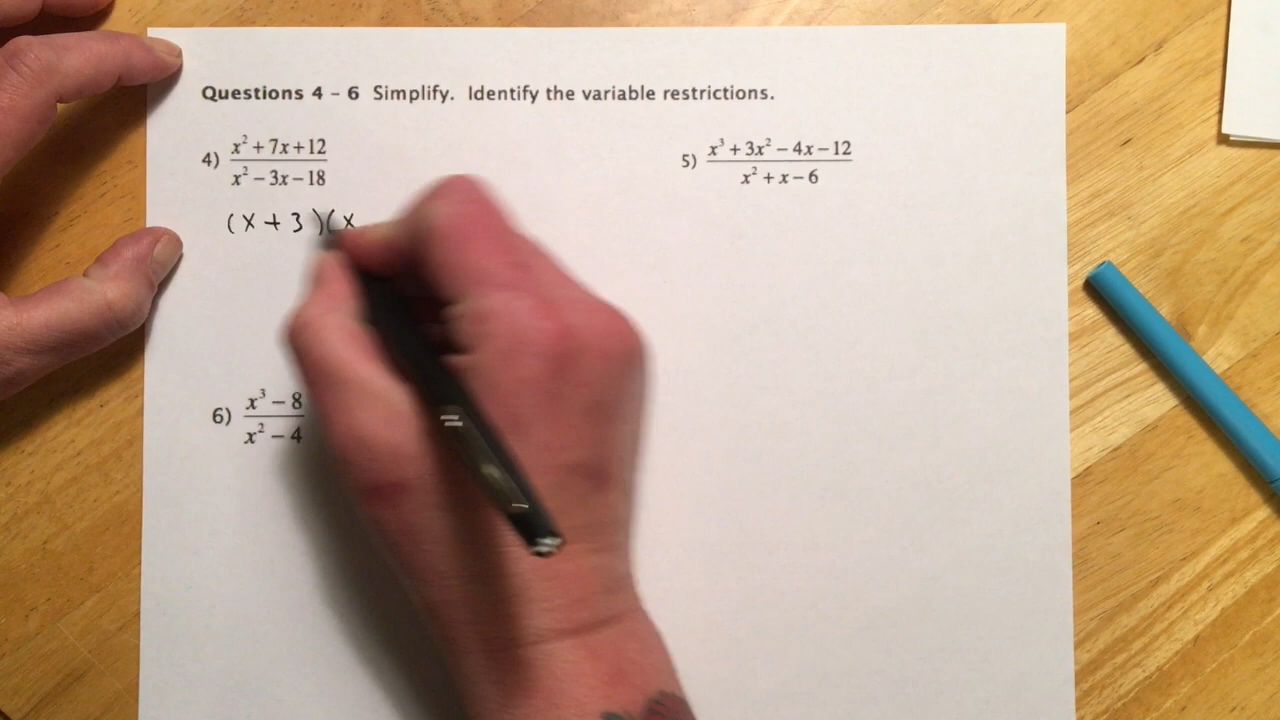 Questions 4 – 6 Simplify. Identify the variable restrictions.
4) x² + 7x + 12
x² – 3x – 18
5) x³ + 3x² – 4x – 12
x² + x – 6
(x + 3)(x
6) x³ – 8
x² – 4